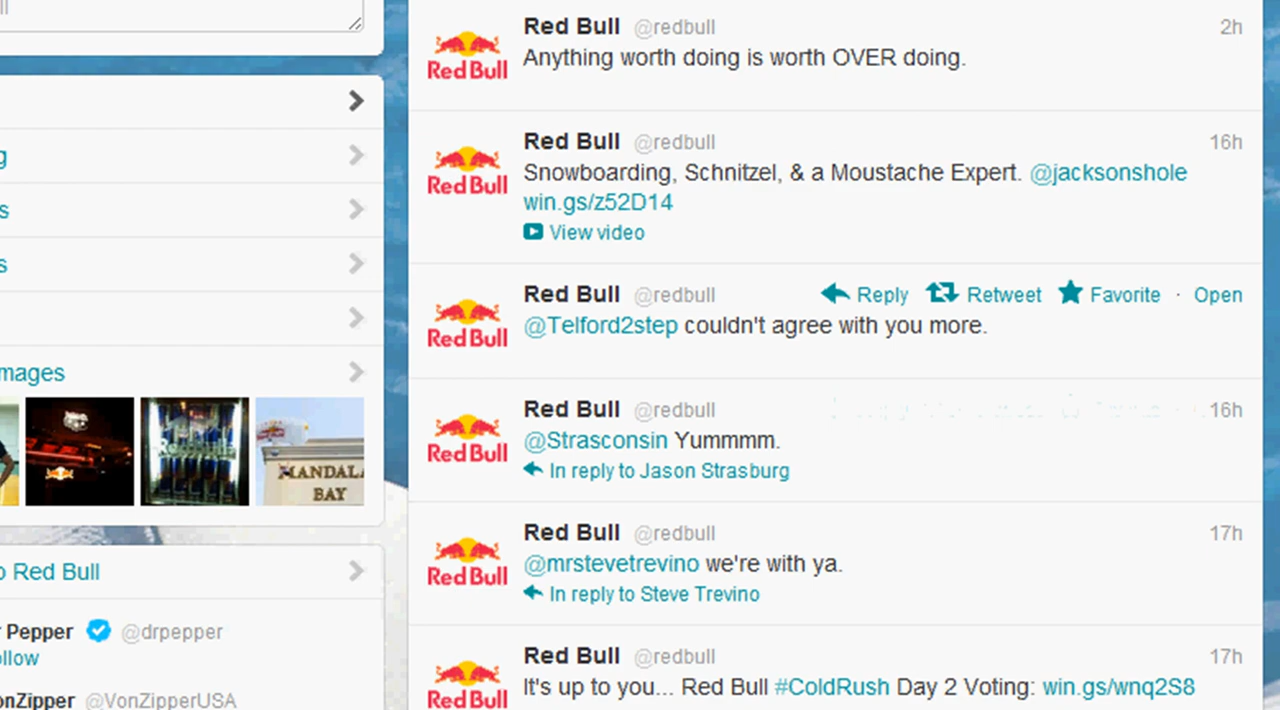 Red Bull @redbull 2h
Anything worth doing is worth OVER doing.
Red Bull @redbull 16h
Snowboarding, Schnitzel, & a Moustache Expert. @jacksonshole
win.gs/z52D14
View video
Red Bull @redbull Reply Retweet Favorite · Open
@Telford2step couldn't agree with you more.
Red Bull @redbull 16h
@Strasconsin Yummmm.
In reply to Jason Strasburg
Red Bull @redbull 17h
@mrstevetrevino we're with ya.
In reply to Steve Trevino
Red Bull @redbull 17h
It's up to you... Red Bull #ColdRush Day 2 Voting: win.gs/wnq2S8
Red Bull
Red Bull
Red Bull
Red Bull
Red Bull
Red Bull
g
s
s
mages
MANDALA
BAY
o Red Bull
r Pepper @drpepper
ollow
onZipper @VonZipperUSA